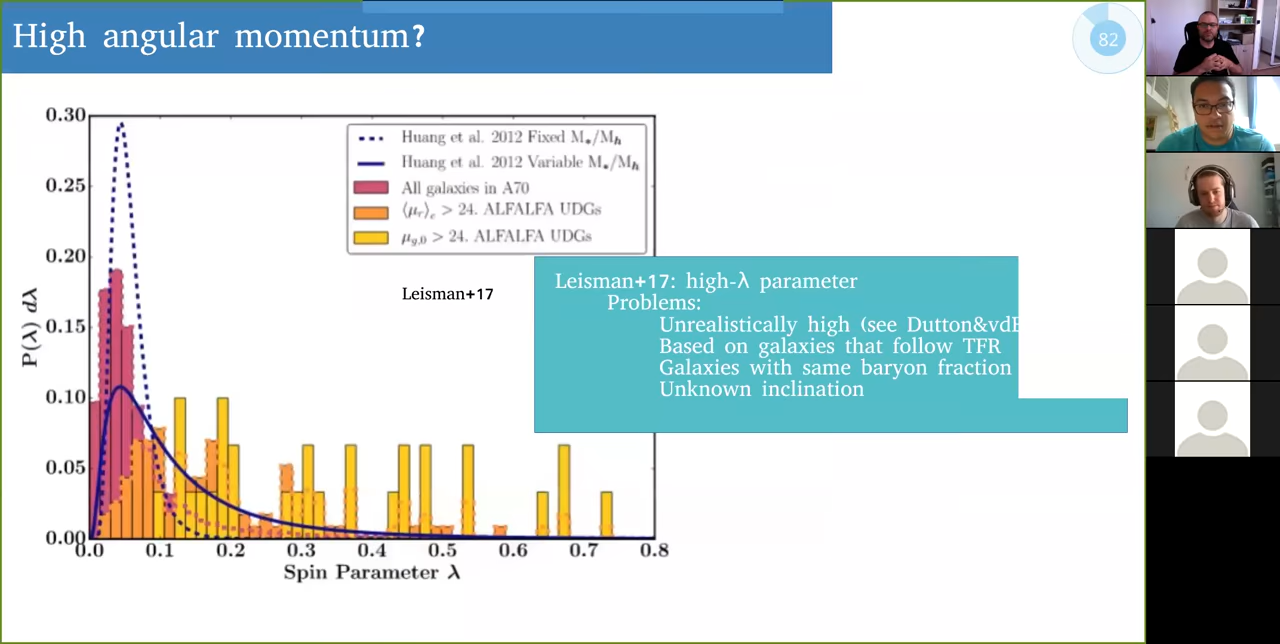 High angular momentum?
82
0.30
0.25
0.20
0.15
0.10
0.05
0.00
P(λ) dλ
0.0 0.1 0.2 0.3 0.4 0.5 0.6 0.7 0.8
Spin Parameter λ
Huang et al. 2012 Fixed M⋆/Mh
Huang et al. 2012 Variable M⋆/Mh
All galaxies in A70
⟨μr⟩e > 24. ALFALFA UDGs
μg,0 > 24. ALFALFA UDGs
Leisman+17
Leisman+17: high-λ parameter
Problems:
Unrealistically high (see Dutton&vdB
Based on galaxies that follow TFR
Galaxies with same baryon fraction
Unknown inclination